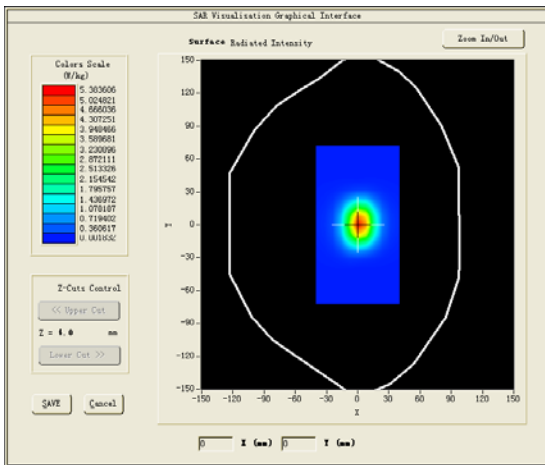 SAR Visualisation Graphical Interface
Surface Radiated Intensity
Zoom In/Out
Colors Scale
(W/kg)
5.303606
5.024821
4.666036
4.307251
3.948466
3.589681
3.230896
2.872111
2.513326
2.154542
1.795757
1.436972
1.078187
0.719402
0.360617
0.001832
Z-Cuts Control
<< Upper Cut
Z = 4.0 mm
Lower Cut >>
SAVE
Cancel
150
120
90
60
30
0
-30
-60
-90
-120
-150
Y
-150 -120 -90 -60 -30 0 30 60 90 120 150
X
0 X (mm) 0 Y (mm)